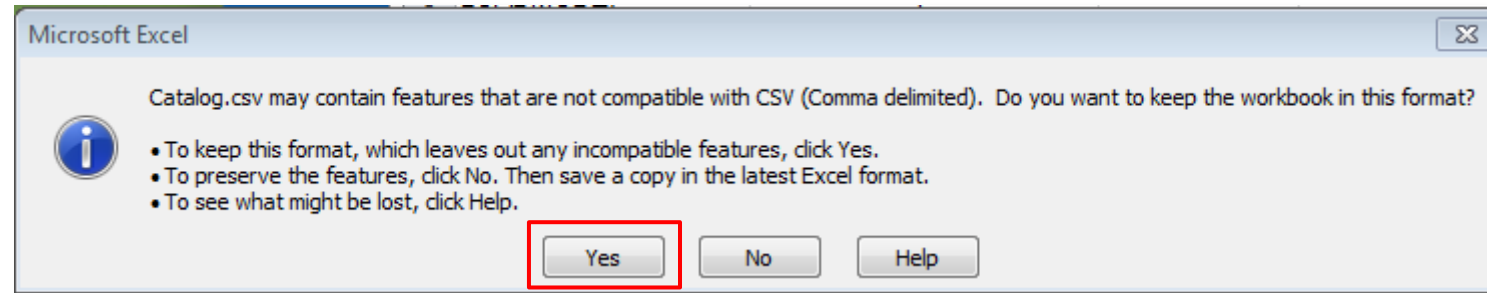 Microsoft Excel
Catalog.csv may contain features that are not compatible with CSV (Comma delimited).  Do you want to keep the workbook in this format?
• To keep this format, which leaves out any incompatible features, click Yes.
• To preserve the features, click No. Then save a copy in the latest Excel format.
• To see what might be lost, click Help.
Yes No Help